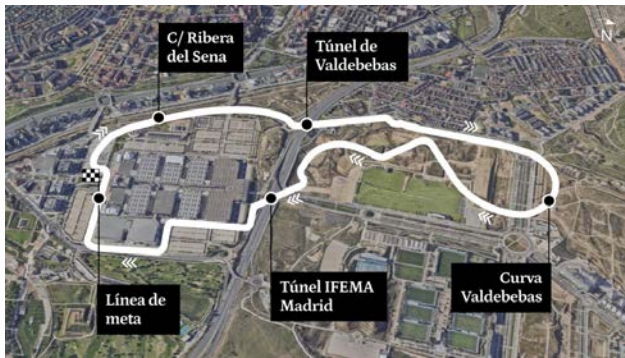 C/ Ribera
del Sena
Túnel de
Valdebebas
N
Línea de
meta
Túnel IFEMA
Madrid
Curva
Valdebebas